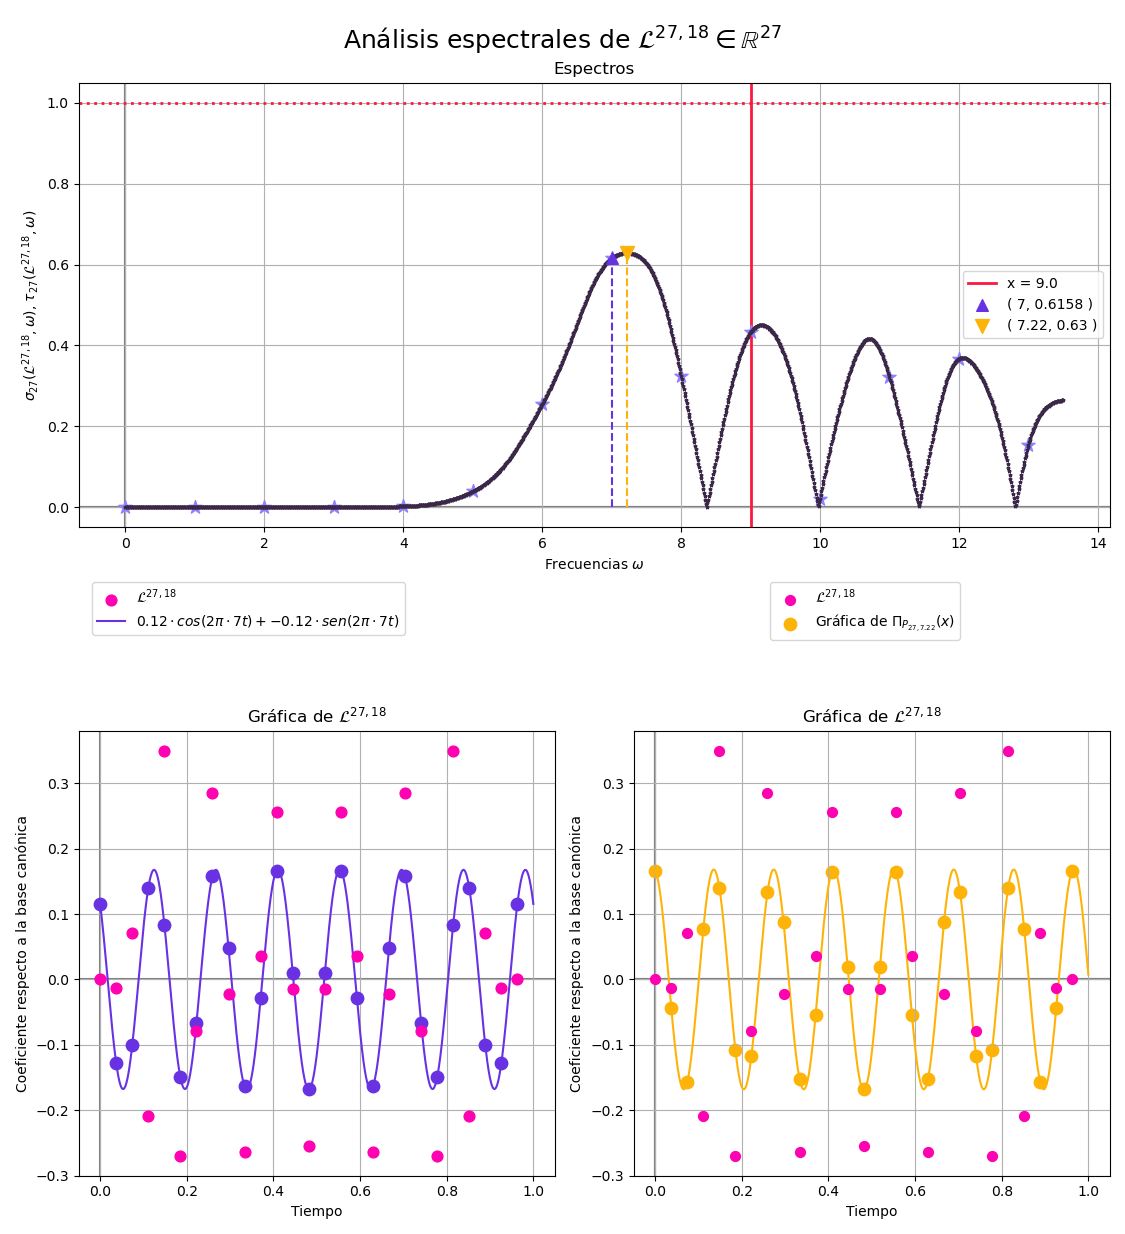 Análisis espectrales de 𝓛^{27,18} ∈ ℝ^{27}
Espectros
σ_{27}(𝓛^{27,18}, ω), τ_{27}(𝓛^{27,18}, ω)
1.0
0.8
0.6
0.4
0.2
0.0
x = 9.0
( 7, 0.6158 )
( 7.22, 0.63 )
0 2 4 6 8 10 12 14
Frecuencias ω
𝓛^{27,18}
0.12 · cos(2π · 7t) + −0.12 · sen(2π · 7t)
𝓛^{27,18}
Gráfica de Π_{P_{27,7.22}}(x)
Gráfica de 𝓛^{27,18}
Coeficiente respecto a la base canónica
0.3
0.2
0.1
0.0
−0.1
−0.2
−0.3
0.0 0.2 0.4 0.6 0.8 1.0
Tiempo
Gráfica de 𝓛^{27,18}
Coeficiente respecto a la base canónica
0.3
0.2
0.1
0.0
−0.1
−0.2
−0.3
0.0 0.2 0.4 0.6 0.8 1.0
Tiempo